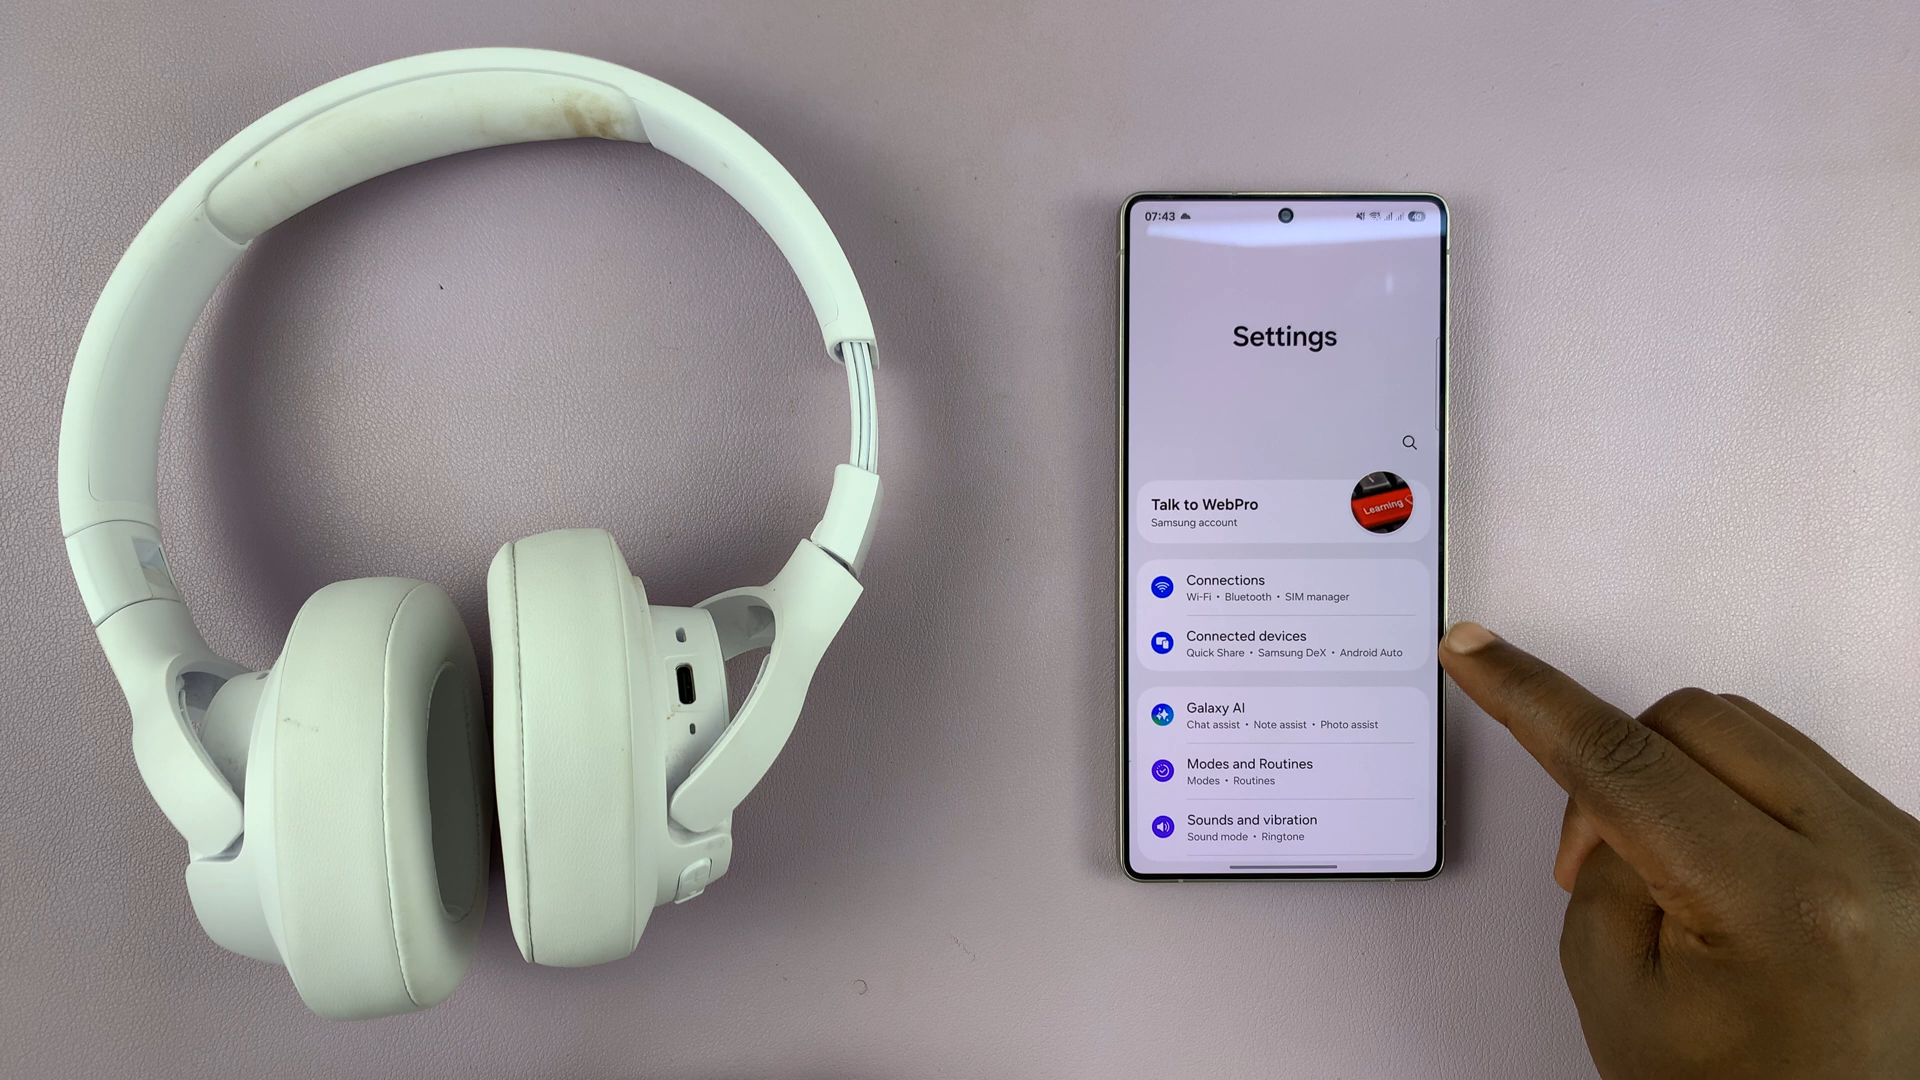 07:43
40
Settings
Talk to WebPro
Samsung account
Learning
Connections
Wi-Fi • Bluetooth • SIM manager
Connected devices
Quick Share • Samsung DeX • Android Auto
Galaxy AI
Chat assist • Note assist • Photo assist
Modes and Routines
Modes • Routines
Sounds and vibration
Sound mode • Ringtone